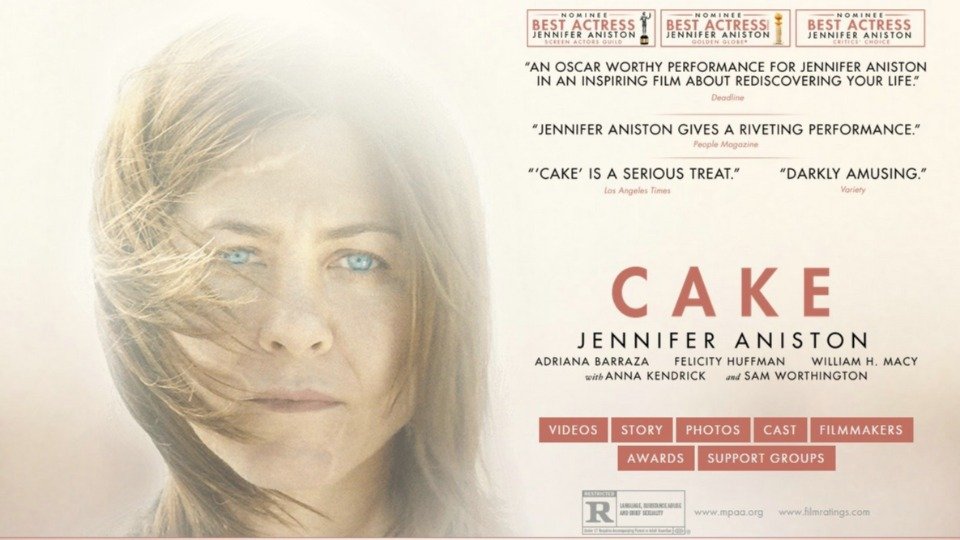 NOMINEE
BEST ACTRESS
JENNIFER ANISTON
SCREEN ACTORS GUILD
NOMINEE
BEST ACTRESS
JENNIFER ANISTON
GOLDEN GLOBE®
NOMINEE
BEST ACTRESS
JENNIFER ANISTON
CRITICS' CHOICE
“AN OSCAR WORTHY PERFORMANCE FOR JENNIFER ANISTON
IN AN INSPIRING FILM ABOUT REDISCOVERING YOUR LIFE.”
Deadline
“JENNIFER ANISTON GIVES A RIVETING PERFORMANCE.”
People Magazine
“‘CAKE’ IS A SERIOUS TREAT.”
Los Angeles Times
“DARKLY AMUSING.”
Variety
CAKE
JENNIFER ANISTON
ADRIANA BARRAZA FELICITY HUFFMAN WILLIAM H. MACY
with ANNA KENDRICK and SAM WORTHINGTON
VIDEOS STORY PHOTOS CAST FILMMAKERS
AWARDS SUPPORT GROUPS
RESTRICTED
R
LANGUAGE, SUBSTANCE ABUSE
AND BRIEF SEXUALITY
www.mpaa.org www.filmratings.com